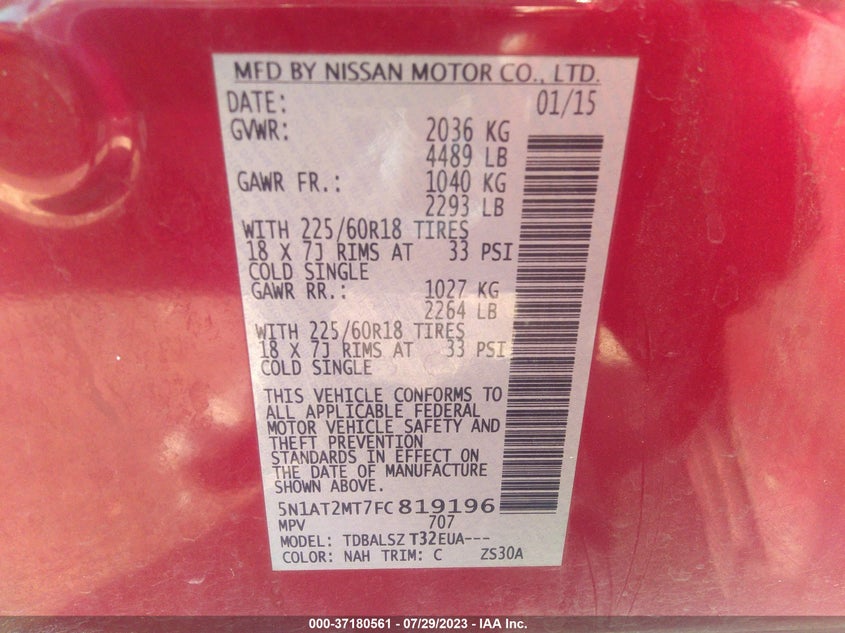 MFD BY NISSAN MOTOR CO., LTD.
DATE: 01/15
GVWR: 2036 KG
4489 LB
GAWR FR.: 1040 KG
2293 LB
WITH 225/60R18 TIRES
18 X 7J RIMS AT 33 PSI
COLD SINGLE
GAWR RR.: 1027 KG
2264 LB
WITH 225/60R18 TIRES
18 X 7J RIMS AT 33 PSI
COLD SINGLE
THIS VEHICLE CONFORMS TO
ALL APPLICABLE FEDERAL
MOTOR VEHICLE SAFETY AND
THEFT PREVENTION
STANDARDS IN EFFECT ON
THE DATE OF MANUFACTURE
SHOWN ABOVE.
5N1AT2MT7FC819196
MPV 707
MODEL: TDBALSZ T32EUA---
COLOR: NAH TRIM: C ZS30A
000-37180561 - 07/29/2023 - IAA Inc.